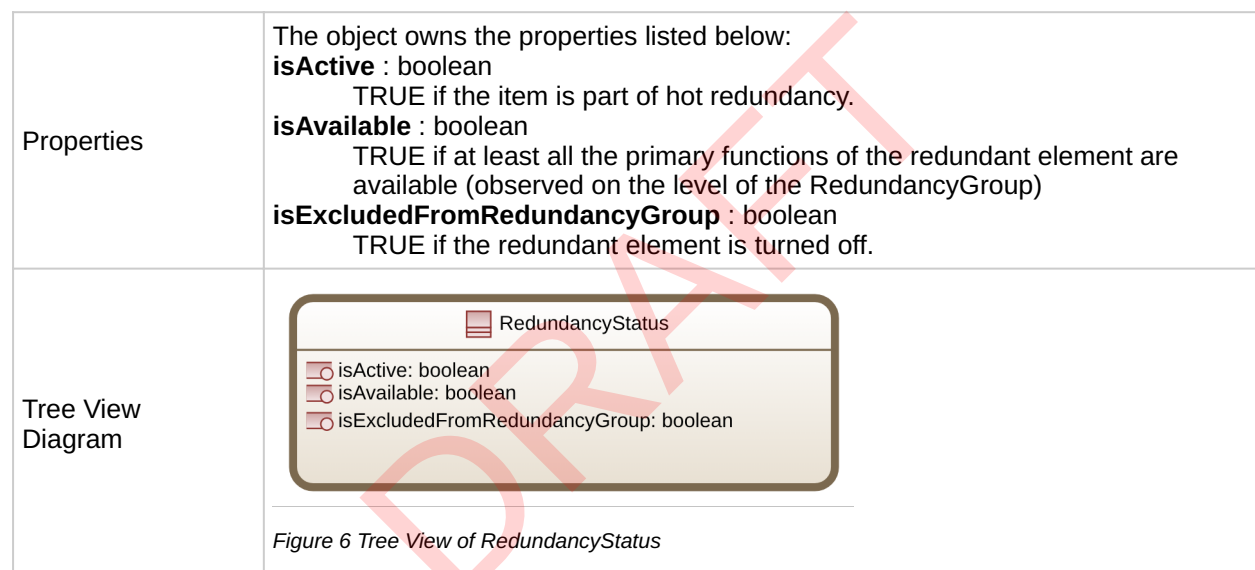 Properties
The object owns the properties listed below:
isActive : boolean
TRUE if the item is part of hot redundancy.
isAvailable : boolean
TRUE if at least all the primary functions of the redundant element are
available (observed on the level of the RedundancyGroup)
isExcludedFromRedundancyGroup : boolean
TRUE if the redundant element is turned off.
Tree View
Diagram
RedundancyStatus
isActive: boolean
isAvailable: boolean
isExcludedFromRedundancyGroup: boolean
Figure 6 Tree View of RedundancyStatus
DRAFT